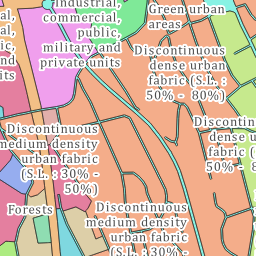 Industrial,
commercial,
public,
military and
private units
Green urban
areas
Discontinuous
dense urban
fabric (S.L. :
50% - 80%)
Discontinuous
medium density
urban fabric
(S.L. : 30% -
50%)
dense u
fabric (S
50% - 8
Forests
Discontinuous
medium density
urban fabric
(S.L. : 30% -